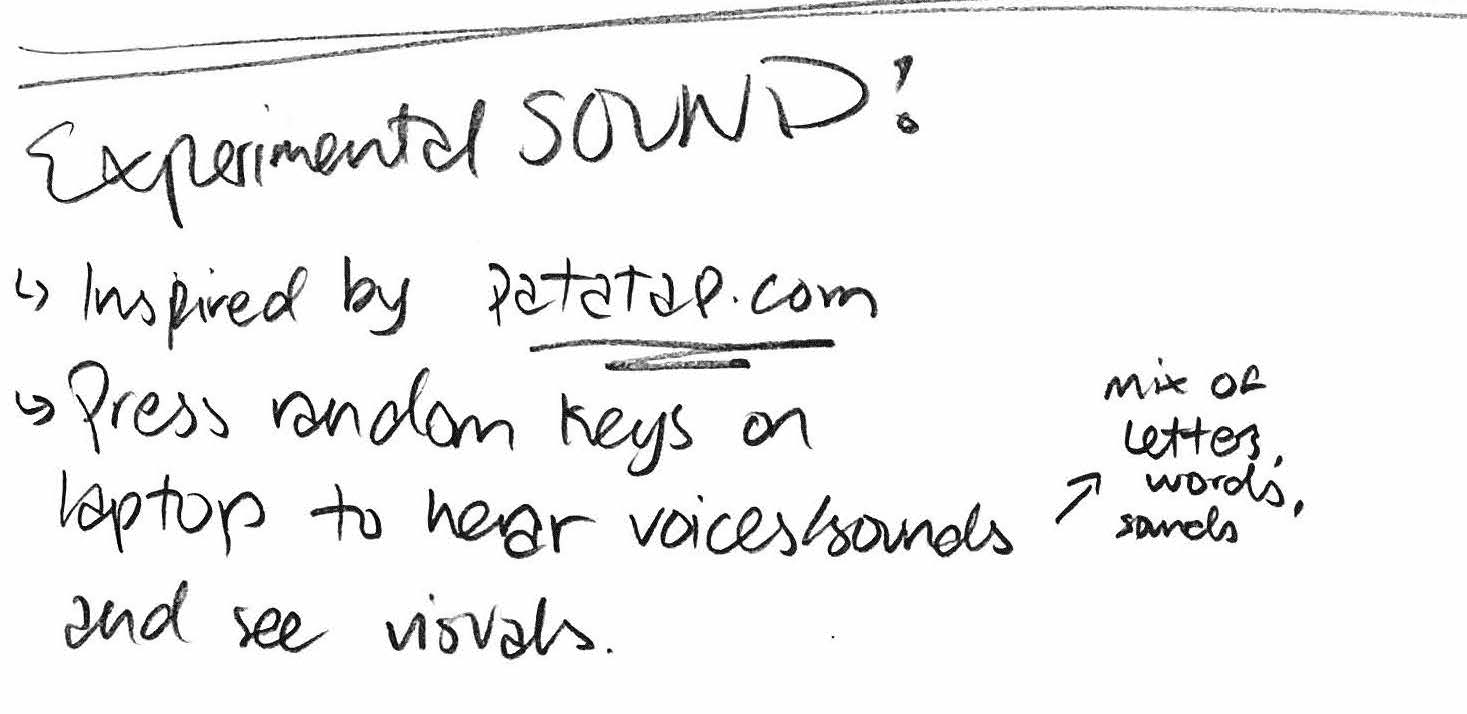 Experimental SOUND!
↳ Inspired by patatap.com
↳ Press random keys on
laptop to hear voices/sounds
and see visuals.
↗ mix of
letters,
words,
sounds